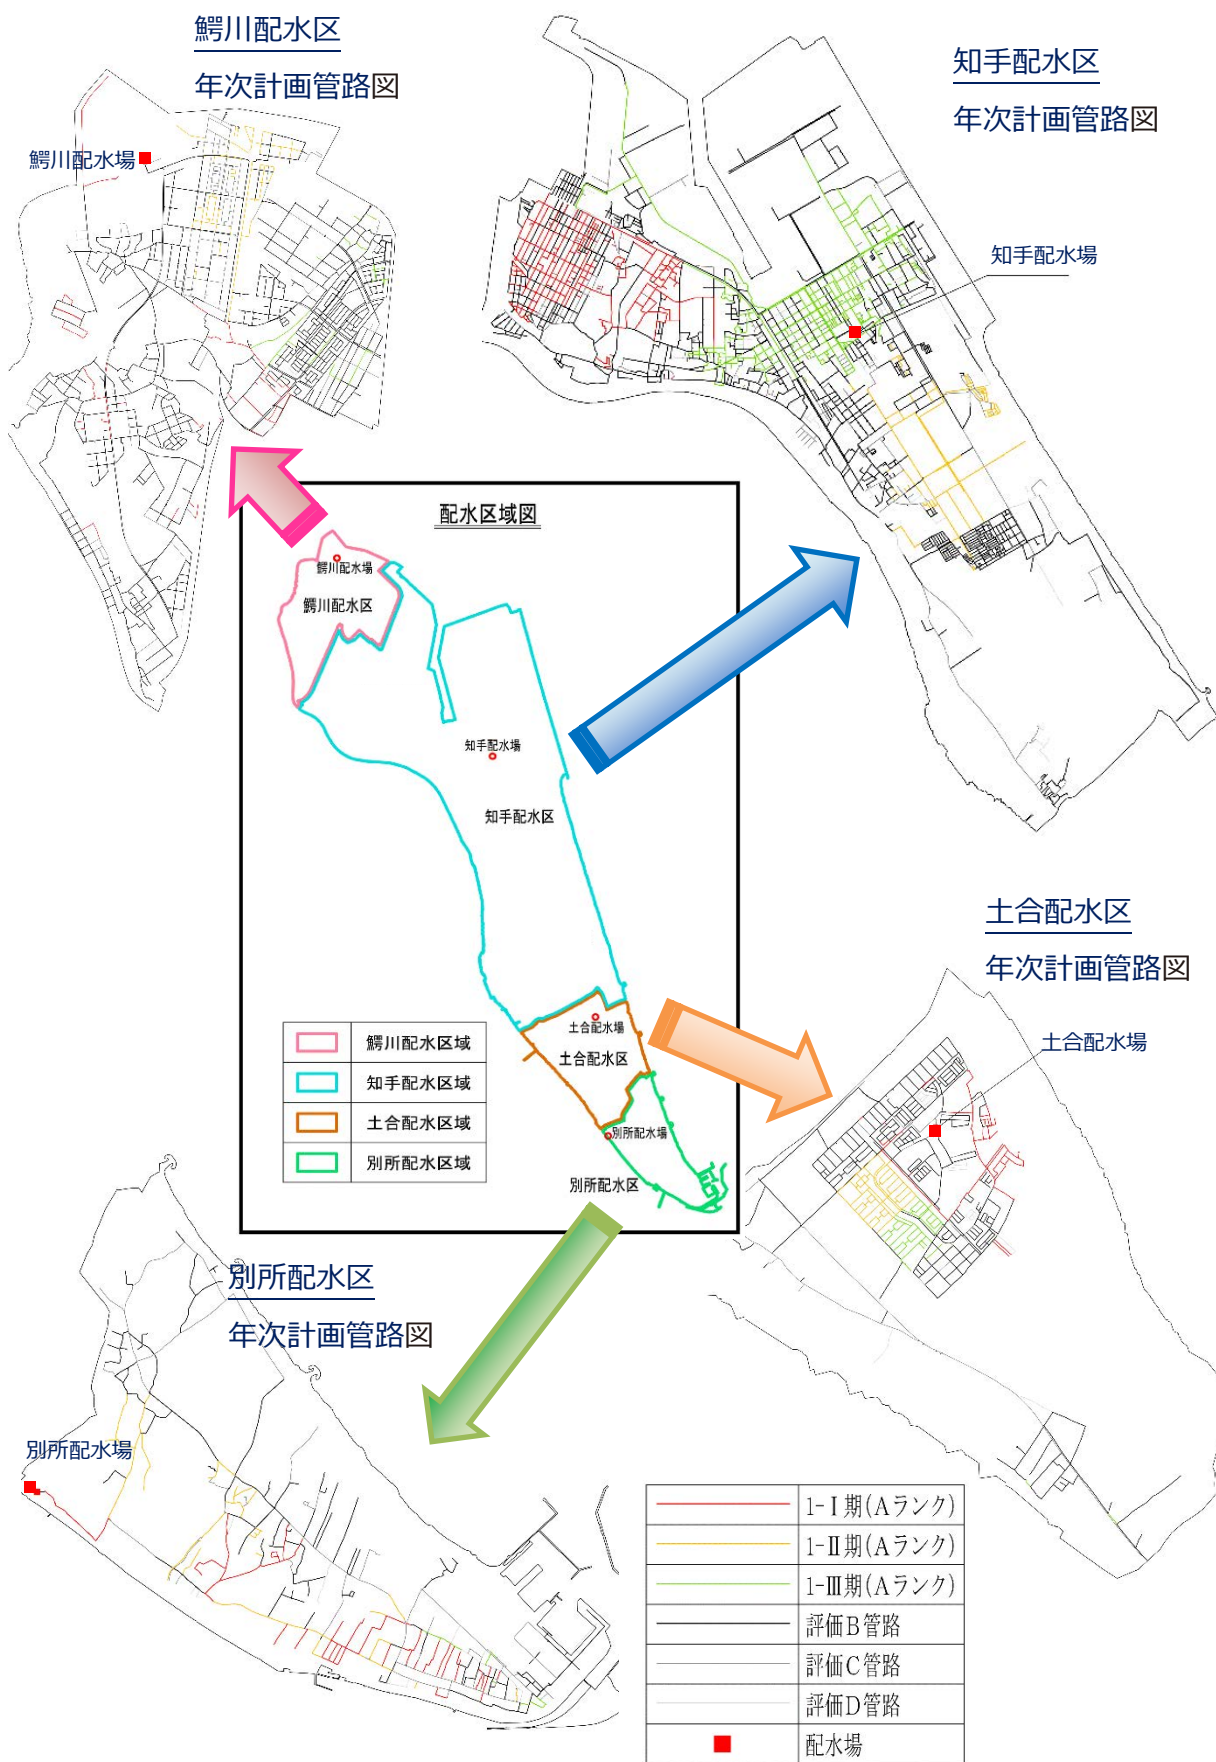 鰐川配水区
年次計画管路図
鰐川配水場
知手配水区
年次計画管路図
知手配水場
配水区域図
鰐川配水場
鰐川配水区
知手配水場
知手配水区
土合配水場
土合配水区
別所配水場
別所配水区
鰐川配水区域
知手配水区域
土合配水区域
別所配水区域
土合配水区
年次計画管路図
土合配水場
別所配水区
年次計画管路図
別所配水場
1-Ⅰ期(Aランク)
1-Ⅱ期(Aランク)
1-Ⅲ期(Aランク)
評価B管路
評価C管路
評価D管路
配水場